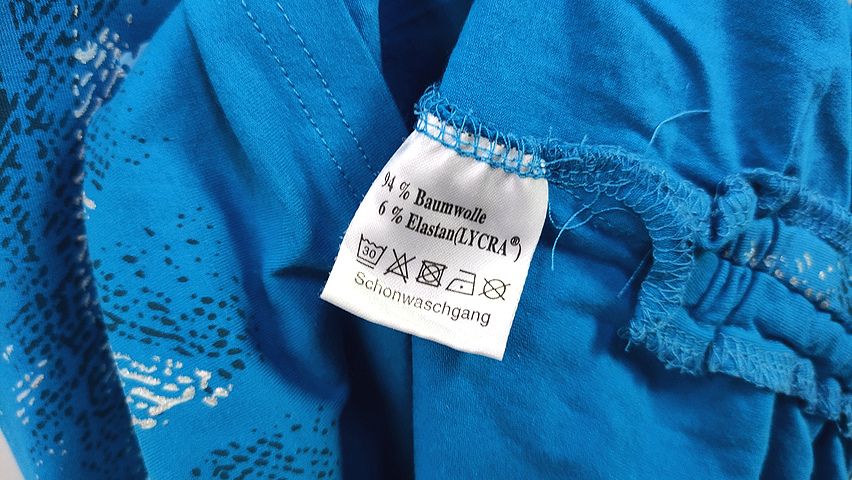 94 % Baumwolle
6 % Elastan(LYCRA®)
30
Schonwaschgang